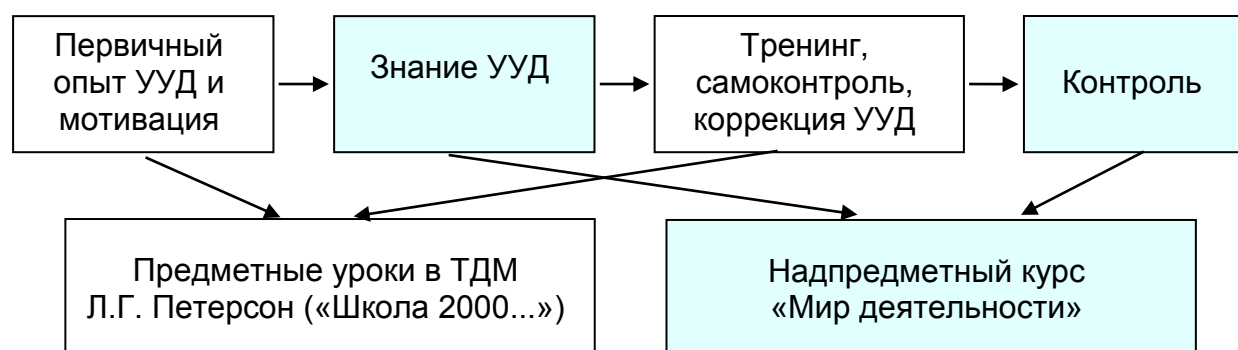 Первичный
опыт УУД и
мотивация
Знание УУД
Тренинг,
самоконтроль,
коррекция УУД
Контроль
Предметные уроки в ТДМ
Л.Г. Петерсон («Школа 2000...»)
Надпредметный курс
«Мир деятельности»